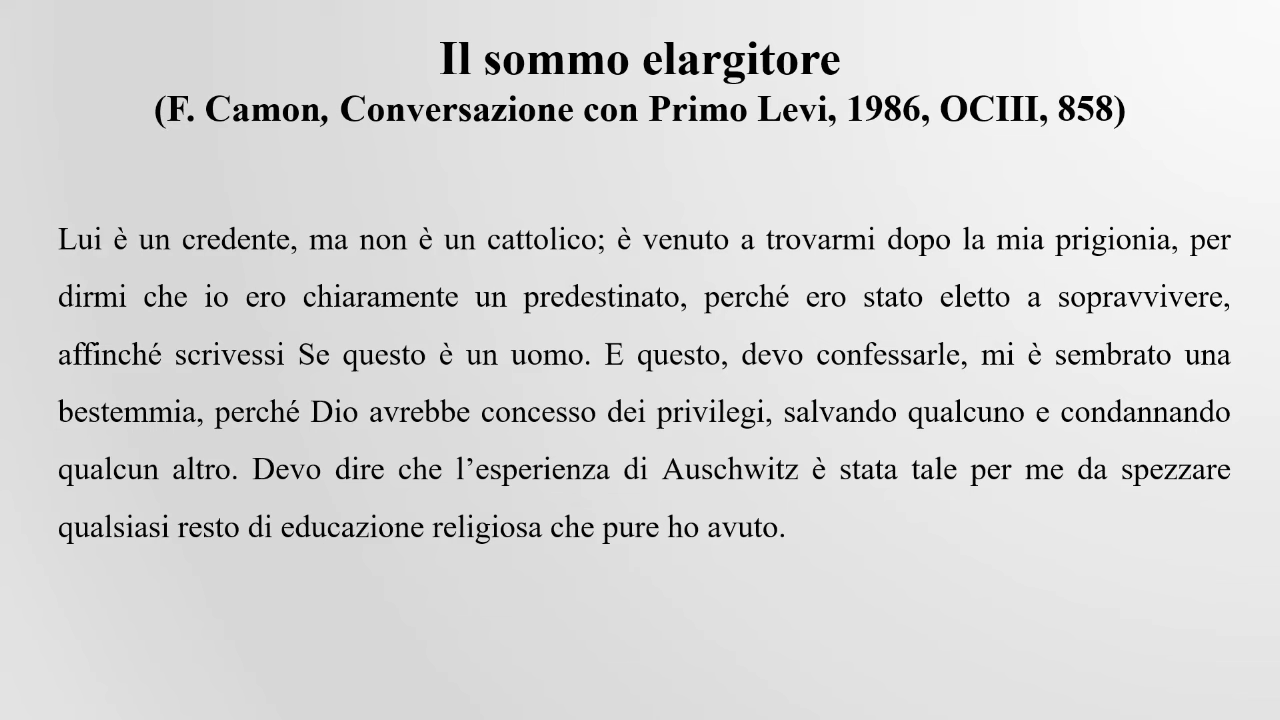 Il sommo elargitore
(F. Camon, Conversazione con Primo Levi, 1986, OCIII, 858)
Lui è un credente, ma non è un cattolico; è venuto a trovarmi dopo la mia prigionia, per
dirmi che io ero chiaramente un predestinato, perché ero stato eletto a sopravvivere,
affinché scrivessi Se questo è un uomo. E questo, devo confessarle, mi è sembrato una
bestemmia, perché Dio avrebbe concesso dei privilegi, salvando qualcuno e condannando
qualcun altro. Devo dire che l’esperienza di Auschwitz è stata tale per me da spezzare
qualsiasi resto di educazione religiosa che pure ho avuto.